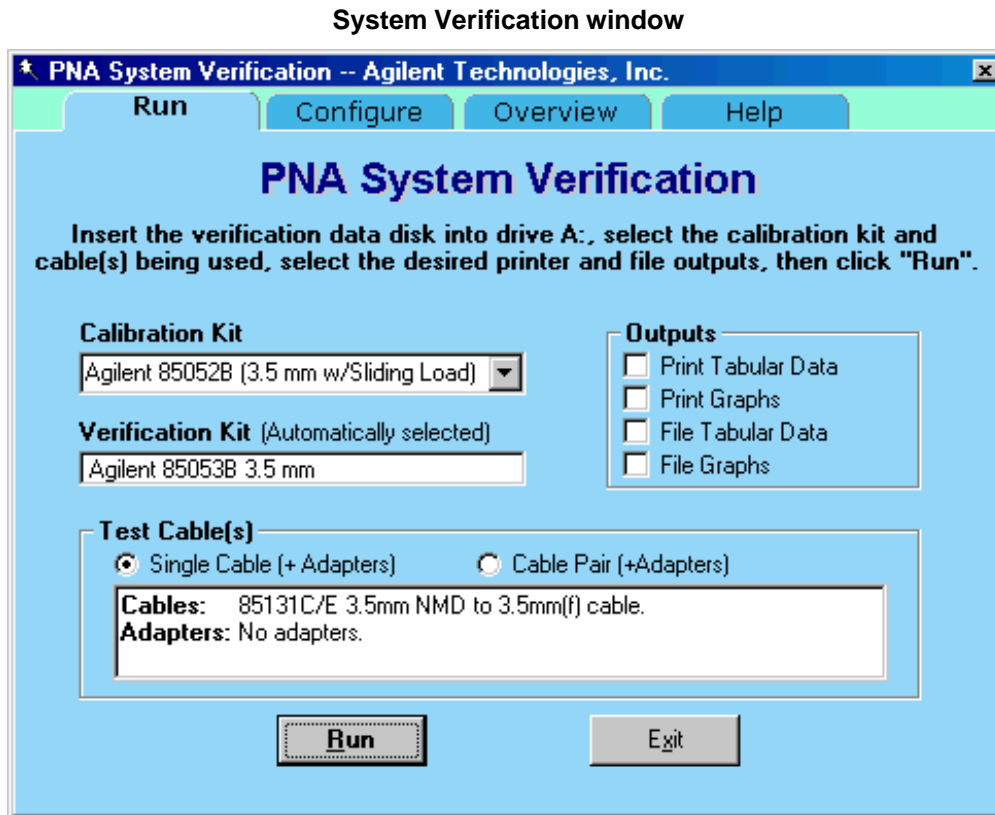 System Verification window
PNA System Verification -- Agilent Technologies, Inc.
Run Configure Overview Help
PNA System Verification
Insert the verification data disk into drive A:, select the calibration kit and
cable(s) being used, select the desired printer and file outputs, then click "Run".
Calibration Kit
Agilent 85052B (3.5 mm w/Sliding Load)
Verification Kit (Automatically selected)
Agilent 85053B 3.5 mm
Outputs
Print Tabular Data
Print Graphs
File Tabular Data
File Graphs
Test Cable(s)
Single Cable (+ Adapters) Cable Pair (+Adapters)
Cables: 85131C/E 3.5mm NMD to 3.5mm(f) cable.
Adapters: No adapters.
Run Exit